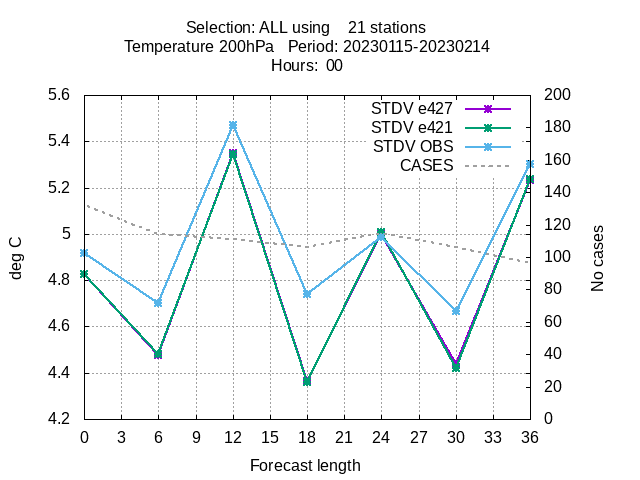 Selection: ALL using 21 stations
Temperature 200hPa Period: 20230115-20230214
Hours: 00
STDV e427
STDV e421
STDV OBS
CASES
5.6
5.4
5.2
5
4.8
4.6
4.4
4.2
deg C
200
180
160
140
120
100
80
60
40
20
0
No cases
0 3 6 9 12 15 18 21 24 27 30 33 36
Forecast length